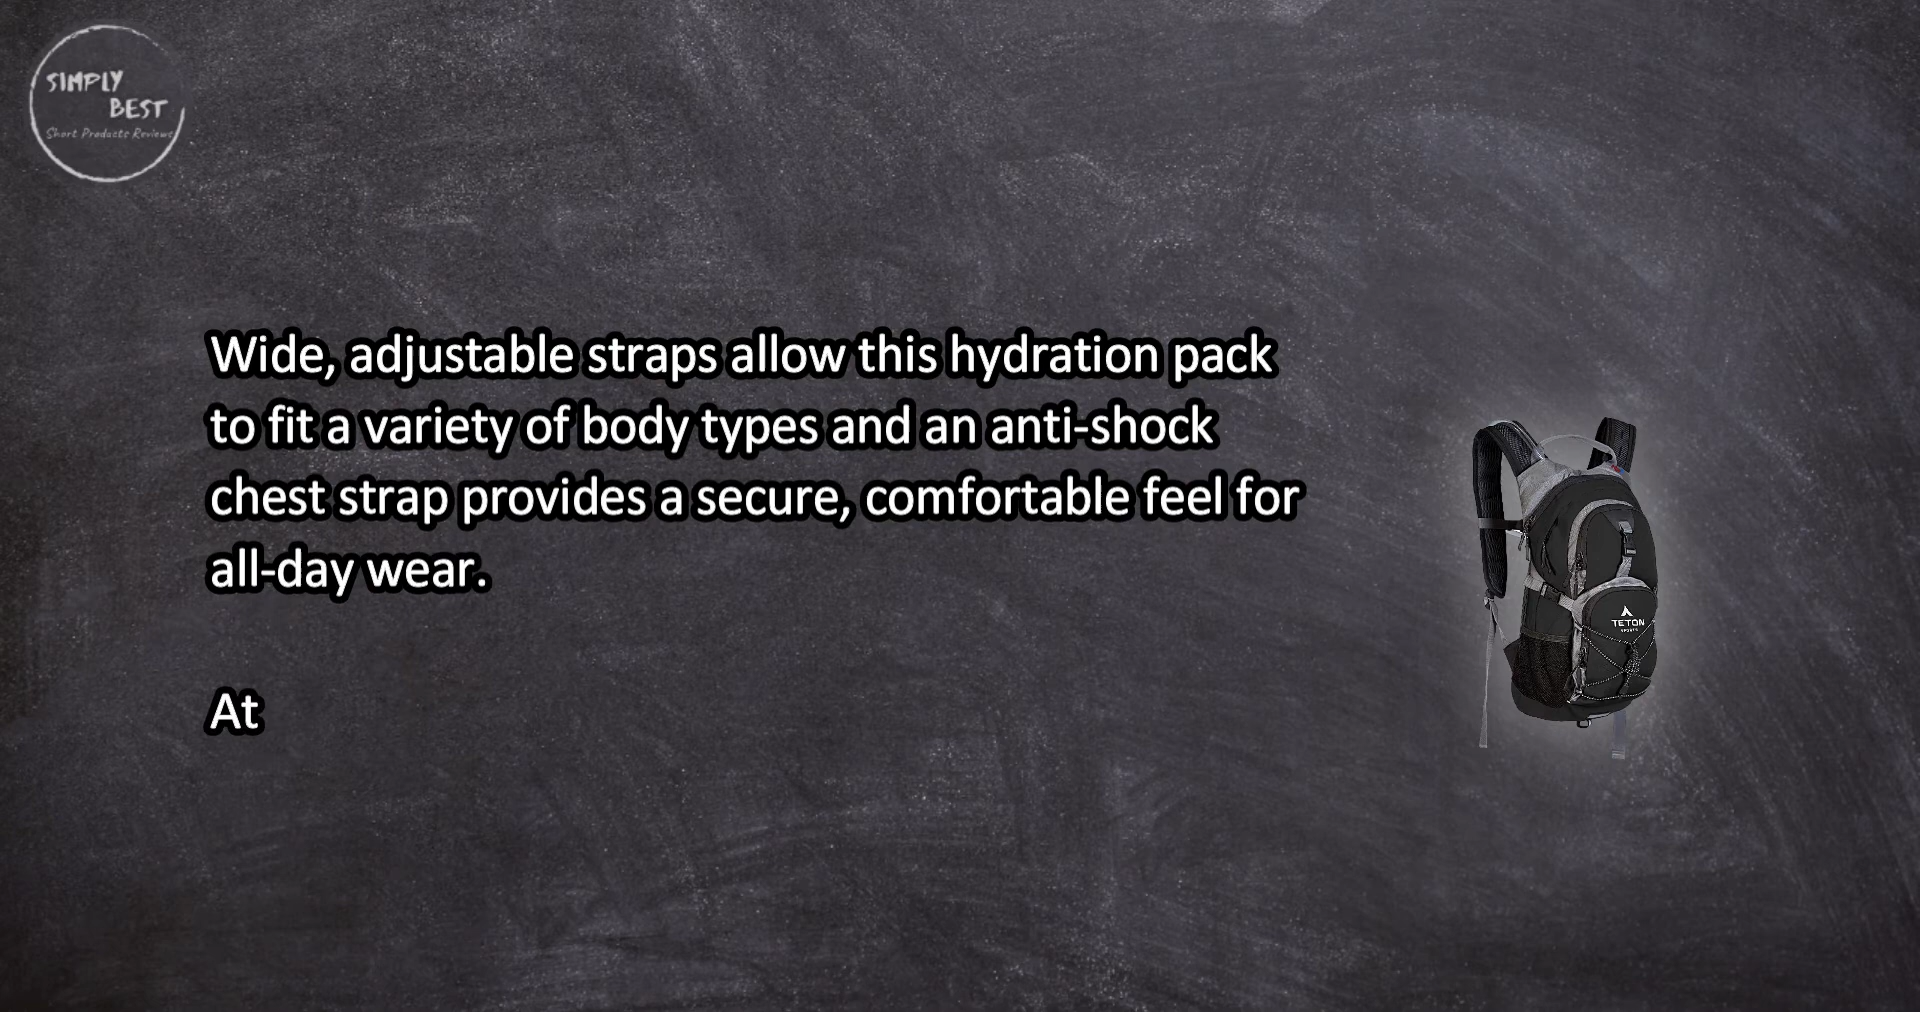 SIMPLY
BEST
Short Products Reviews
Wide, adjustable straps allow this hydration pack
to fit a variety of body types and an anti-shock
chest strap provides a secure, comfortable feel for
all-day wear.
At
TETON
SPORTS